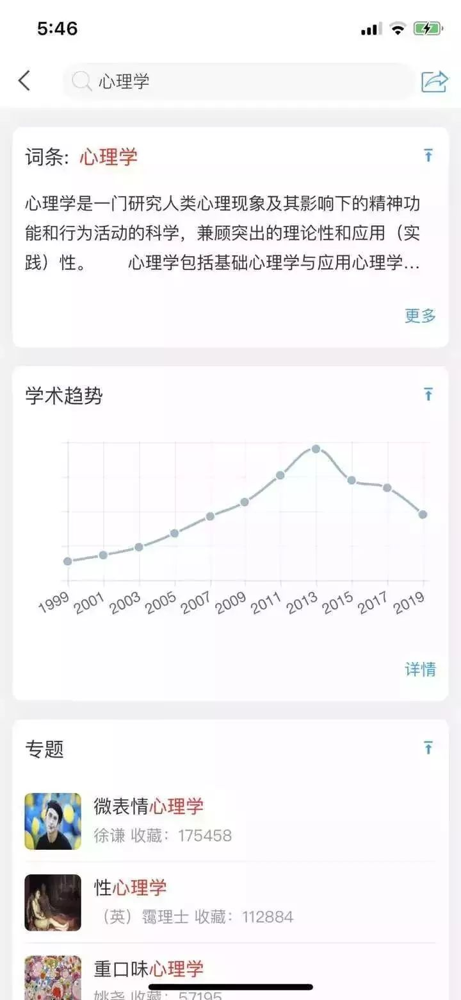 5:46
心理学
词条: 心理学
心理学是一门研究人类心理现象及其影响下的精神功
能和行为活动的科学，兼顾突出的理论性和应用（实
践）性。 心理学包括基础心理学与应用心理学...
更多
学术趋势
1999 2001 2003 2005 2007 2009 2011 2013 2015 2017 2019
详情
专题
微表情心理学
徐谦 收藏：175458
性心理学
（英）霭理士 收藏：112884
重口味心理学
姚尧 收藏：57195